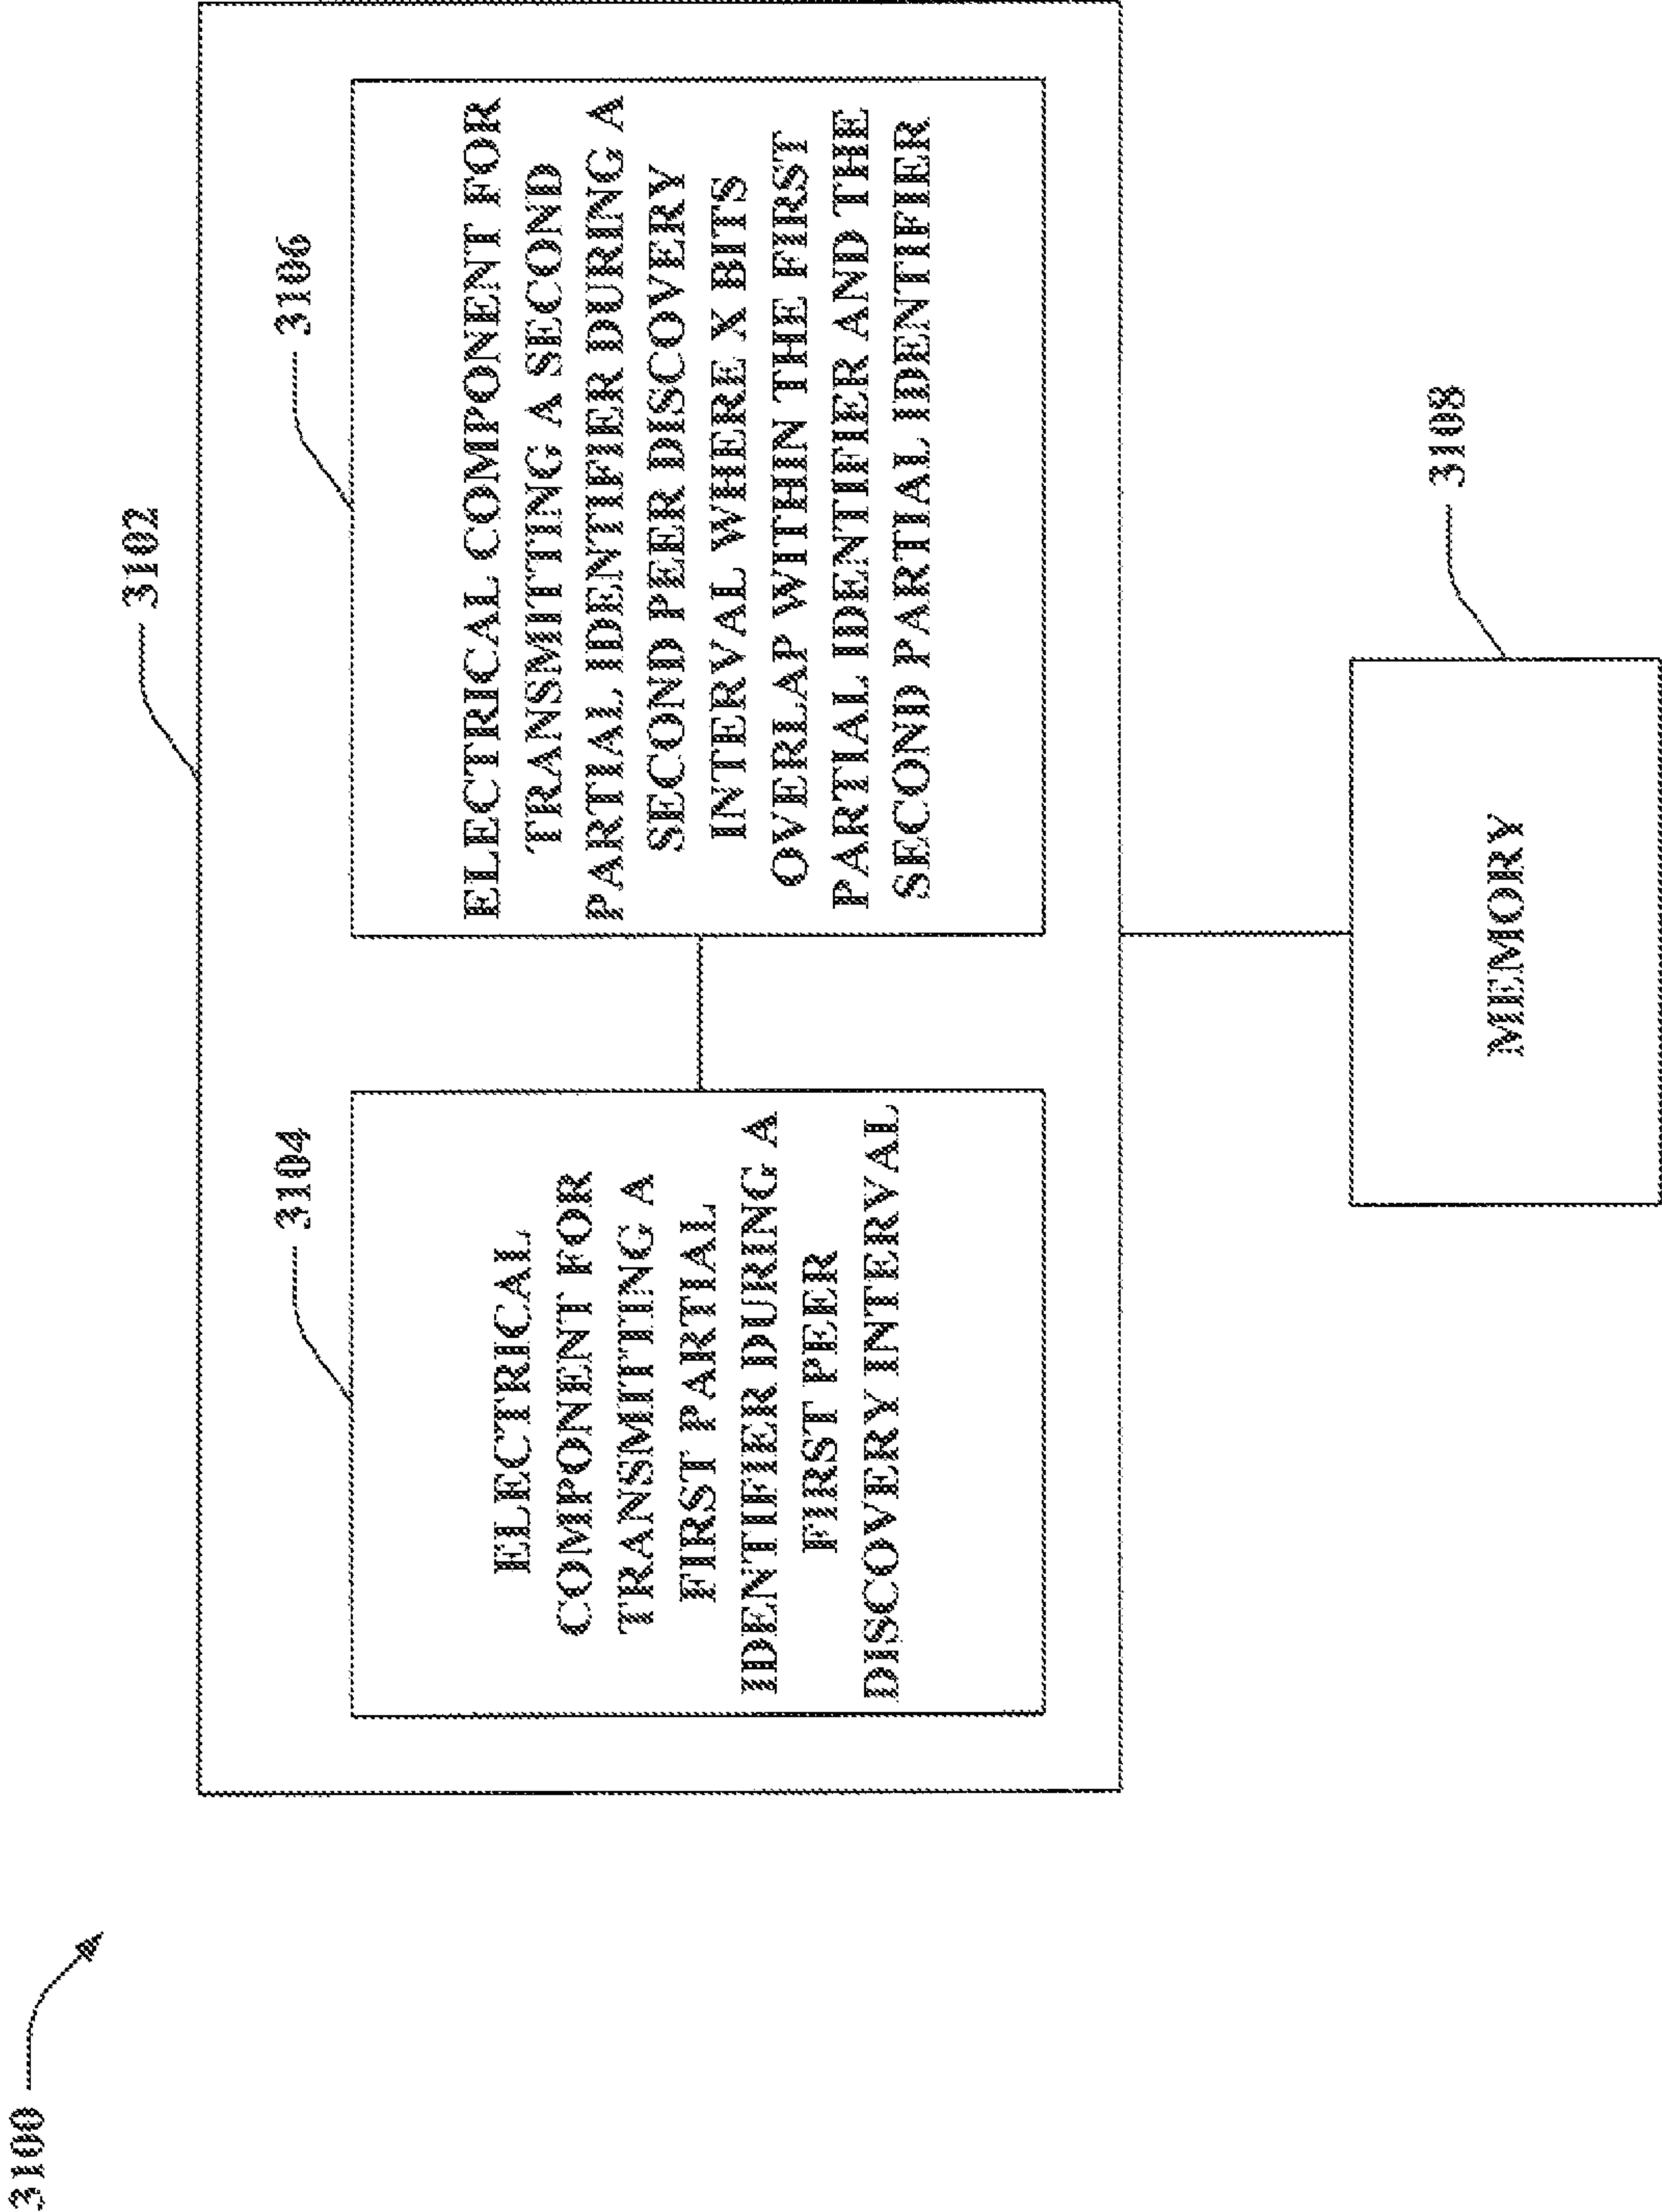 3100
3102
3104
ELECTRICAL
COMPONENT FOR
TRANSMITTING A
FIRST PARTIAL
IDENTIFIER DURING A
FIRST PEER
DISCOVERY INTERVAL
3106
ELECTRICAL COMPONENT FOR
TRANSMITTING A SECOND
PARTIAL IDENTIFIER DURING A
SECOND PEER DISCOVERY
INTERVAL WHERE X BITS
OVERLAP WITHIN THE FIRST
PARTIAL IDENTIFIER AND THE
SECOND PARTIAL IDENTIFIER
3108
MEMORY